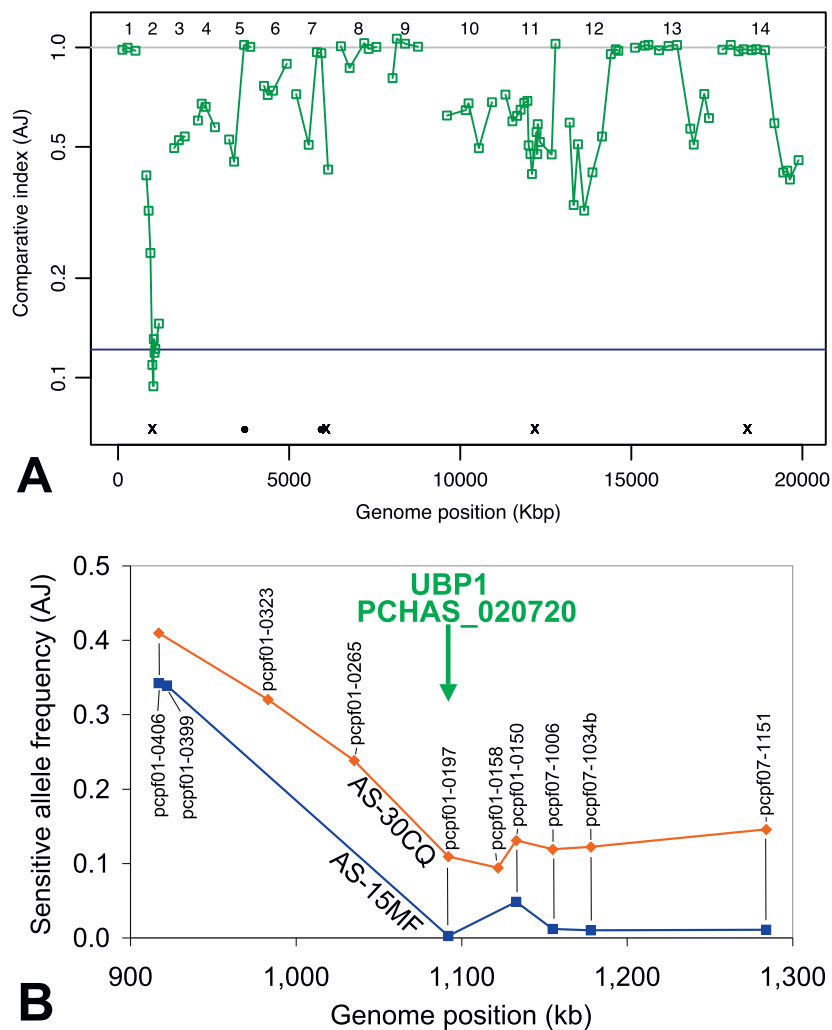 1 2 3 4 5 6 7 8 9 10 11 12 13 14
Comparative index (AJ)
1.0
0.5
0.2
0.1
x x x x
A
0 5000 10000 15000 20000
Genome position (Kbp)
Sensitive allele frequency (AJ)
0.5
0.4
0.3
0.2
0.1
0.0
UBP1
PCHAS_020720
pcpf01-0406
pcpf01-0399
pcpf01-0323
pcpf01-0265
pcpf01-0197
pcpf01-0158
pcpf01-0150
pcpf07-1006
pcpf07-1034b
pcpf07-1151
AS-30CQ
AS-15MF
900 1,000 1,100 1,200 1,300
B
Genome position (kb)